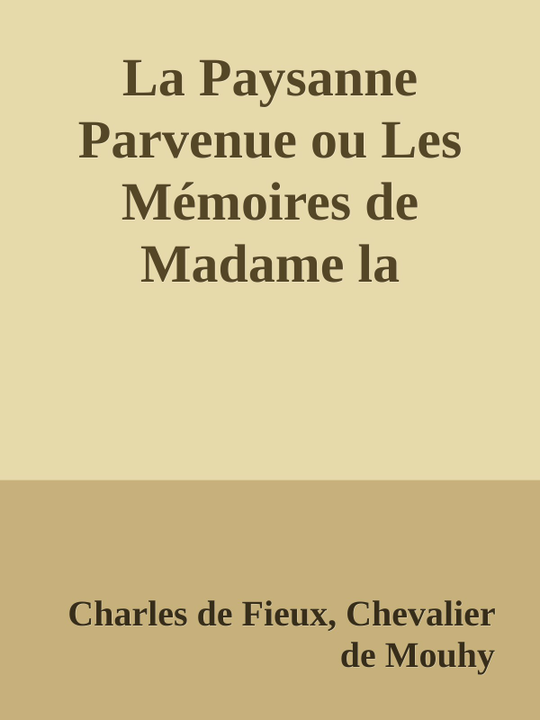 La Paysanne
Parvenue ou Les
Mémoires de
Madame la
Charles de Fieux, Chevalier
de Mouhy